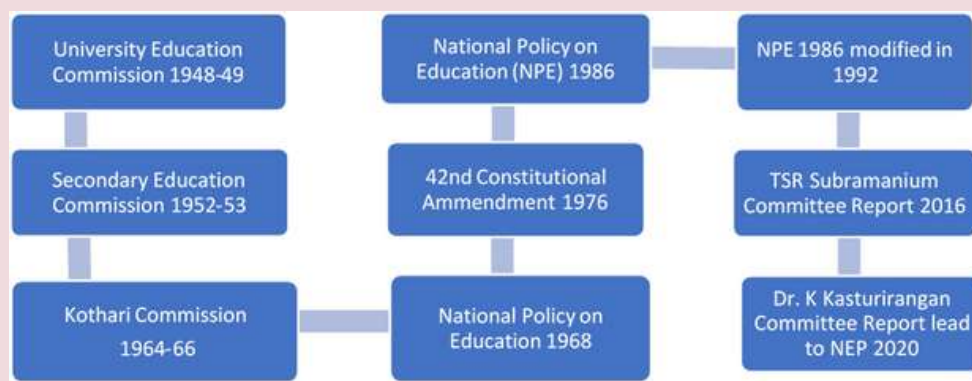 University Education
Commission 1948-49
Secondary Education
Commission 1952-53
Kothari Commission
1964-66
National Policy on
Education 1968
42nd Constitutional
Ammendment 1976
National Policy on
Education (NPE) 1986
NPE 1986 modified in
1992
TSR Subramanium
Committee Report 2016
Dr. K Kasturirangan
Committee Report lead
to NEP 2020